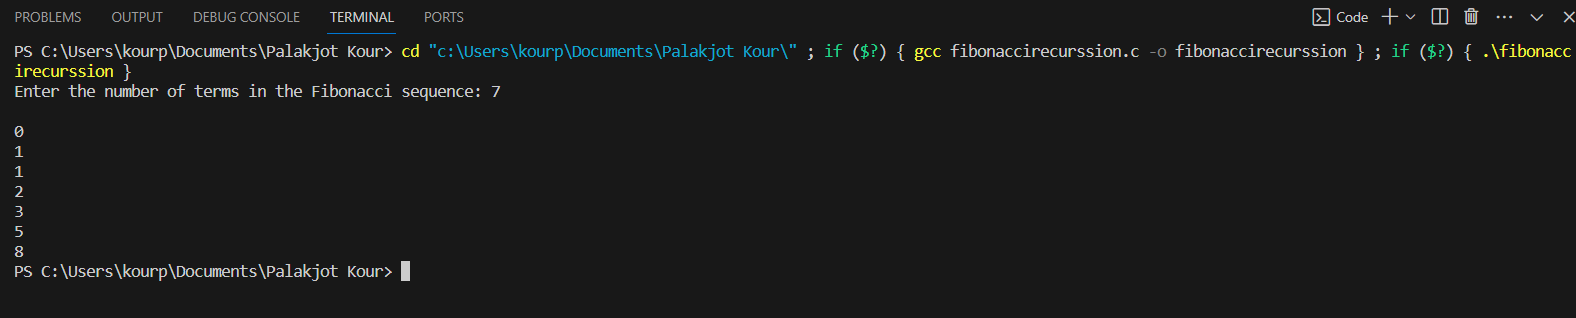 PROBLEMS OUTPUT DEBUG CONSOLE TERMINAL PORTS Code
PS C:\Users\kourp\Documents\Palakjot Kour> cd "c:\Users\kourp\Documents\Palakjot Kour\" ; if ($?) { gcc fibonaccirecurssion.c -o fibonaccirecurssion } ; if ($?) { .\fibonacc
irecurssion }
Enter the number of terms in the Fibonacci sequence: 7
0
1
1
2
3
5
8
PS C:\Users\kourp\Documents\Palakjot Kour>